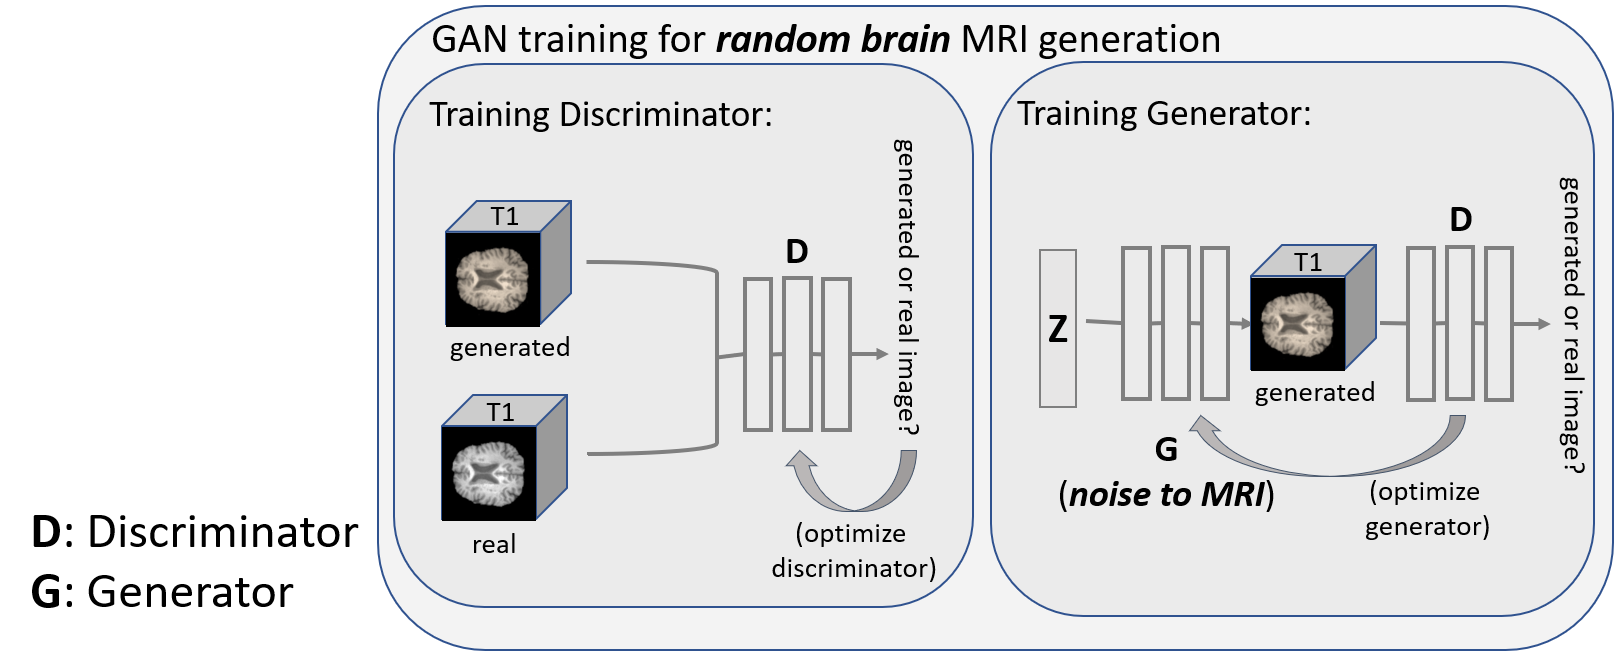 GAN training for random brain MRI generation
Training Discriminator:
T1
generated
T1
real
D
generated or real image?
(optimize
discriminator)
Training Generator:
Z
G
(noise to MRI)
T1
generated
D
generated or real image?
(optimize
generator)
D: Discriminator
G: Generator